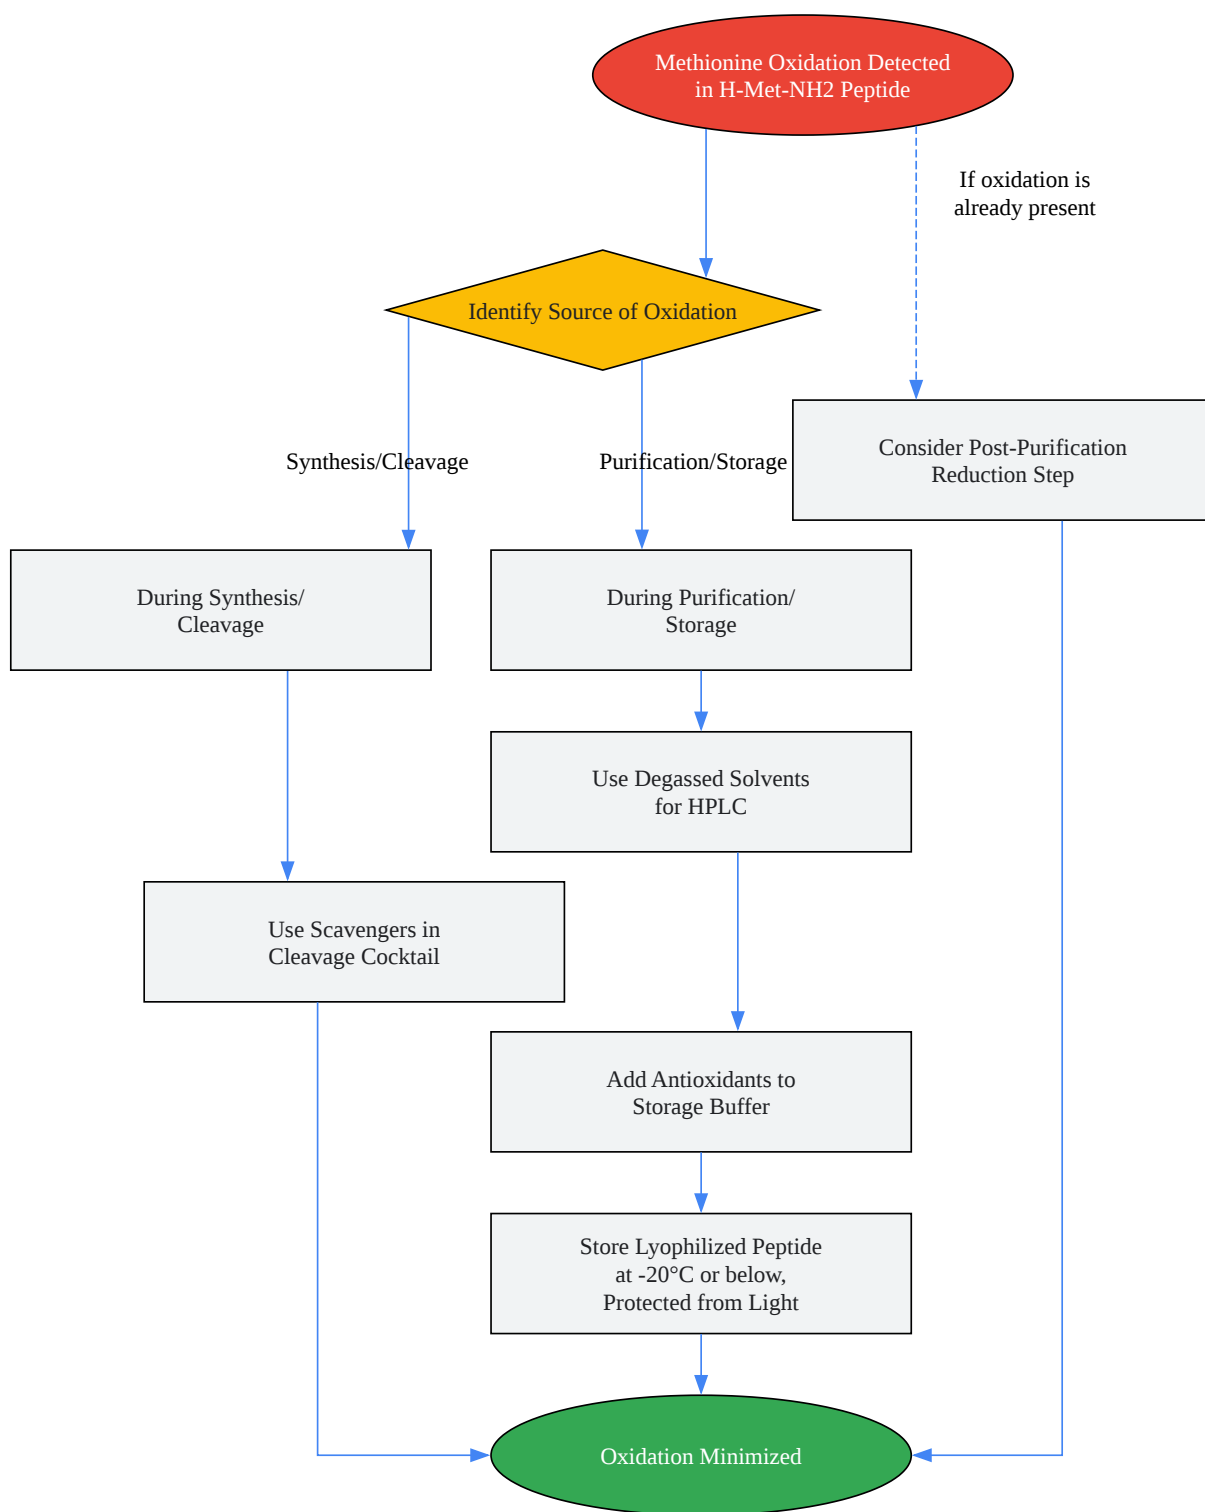 Methionine Oxidation Detected
in H-Met-NH2 Peptide
If oxidation is
already present
Identify Source of Oxidation
Synthesis/Cleavage
Purification/Storage
Consider Post-Purification
Reduction Step
During Synthesis/
Cleavage
During Purification/
Storage
Use Degassed Solvents
for HPLC
Use Scavengers in
Cleavage Cocktail
Add Antioxidants to
Storage Buffer
Store Lyophilized Peptide
at -20°C or below,
Protected from Light
Oxidation Minimized